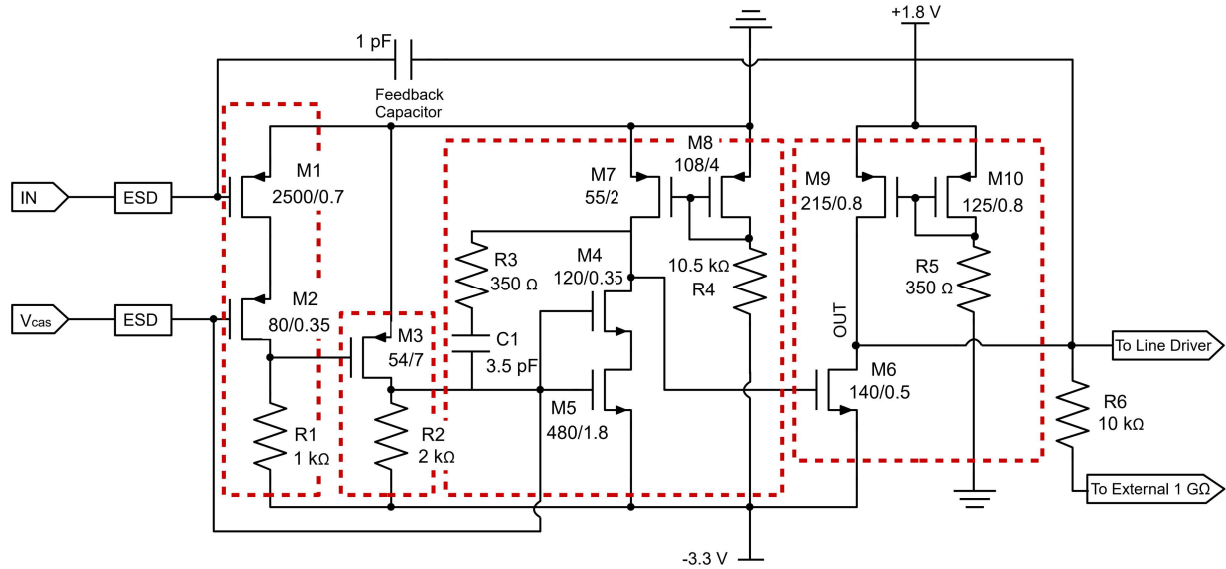 +1.8 V
1 pF
Feedback
Capacitor
M1
2500/0.7
M8
108/4
M7
55/2
M9
215/0.8
M10
125/0.8
IN
ESD
R3
350 Ω
M4
120/0.35
10.5 kΩ
R4
R5
350 Ω
Vcas
ESD
M2
80/0.35
M3
54/7
C1
3.5 pF
OUT
To Line Driver
M6
140/0.5
M5
480/1.8
R1
1 kΩ
R2
2 kΩ
R6
10 kΩ
To External 1 GΩ
-3.3 V